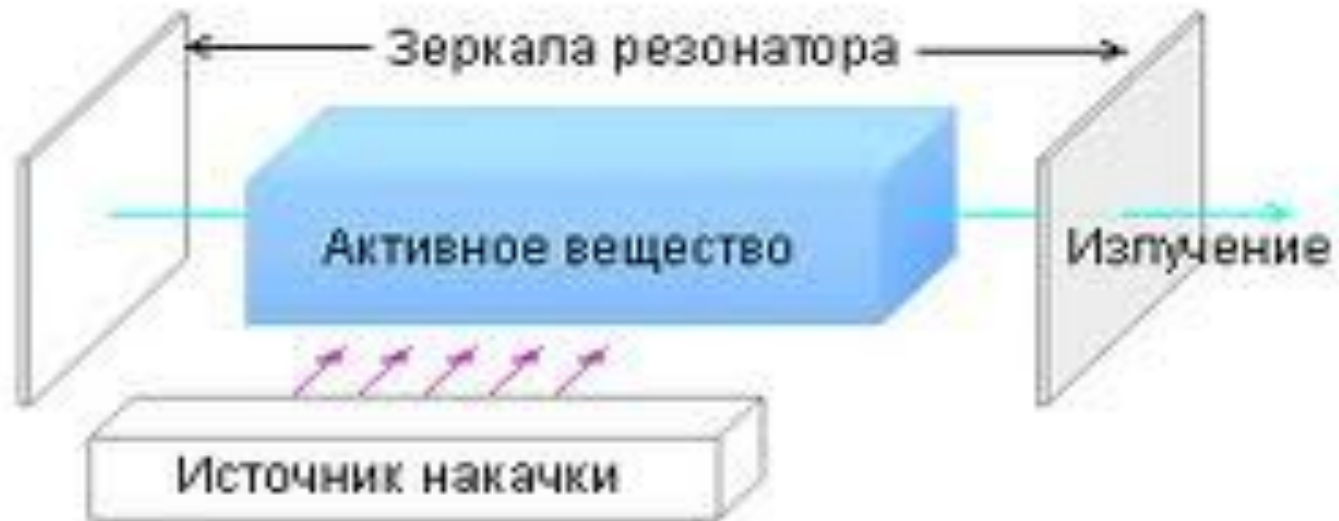 Зеркала резонатора
Активное вещество
Излучение
Источник накачки